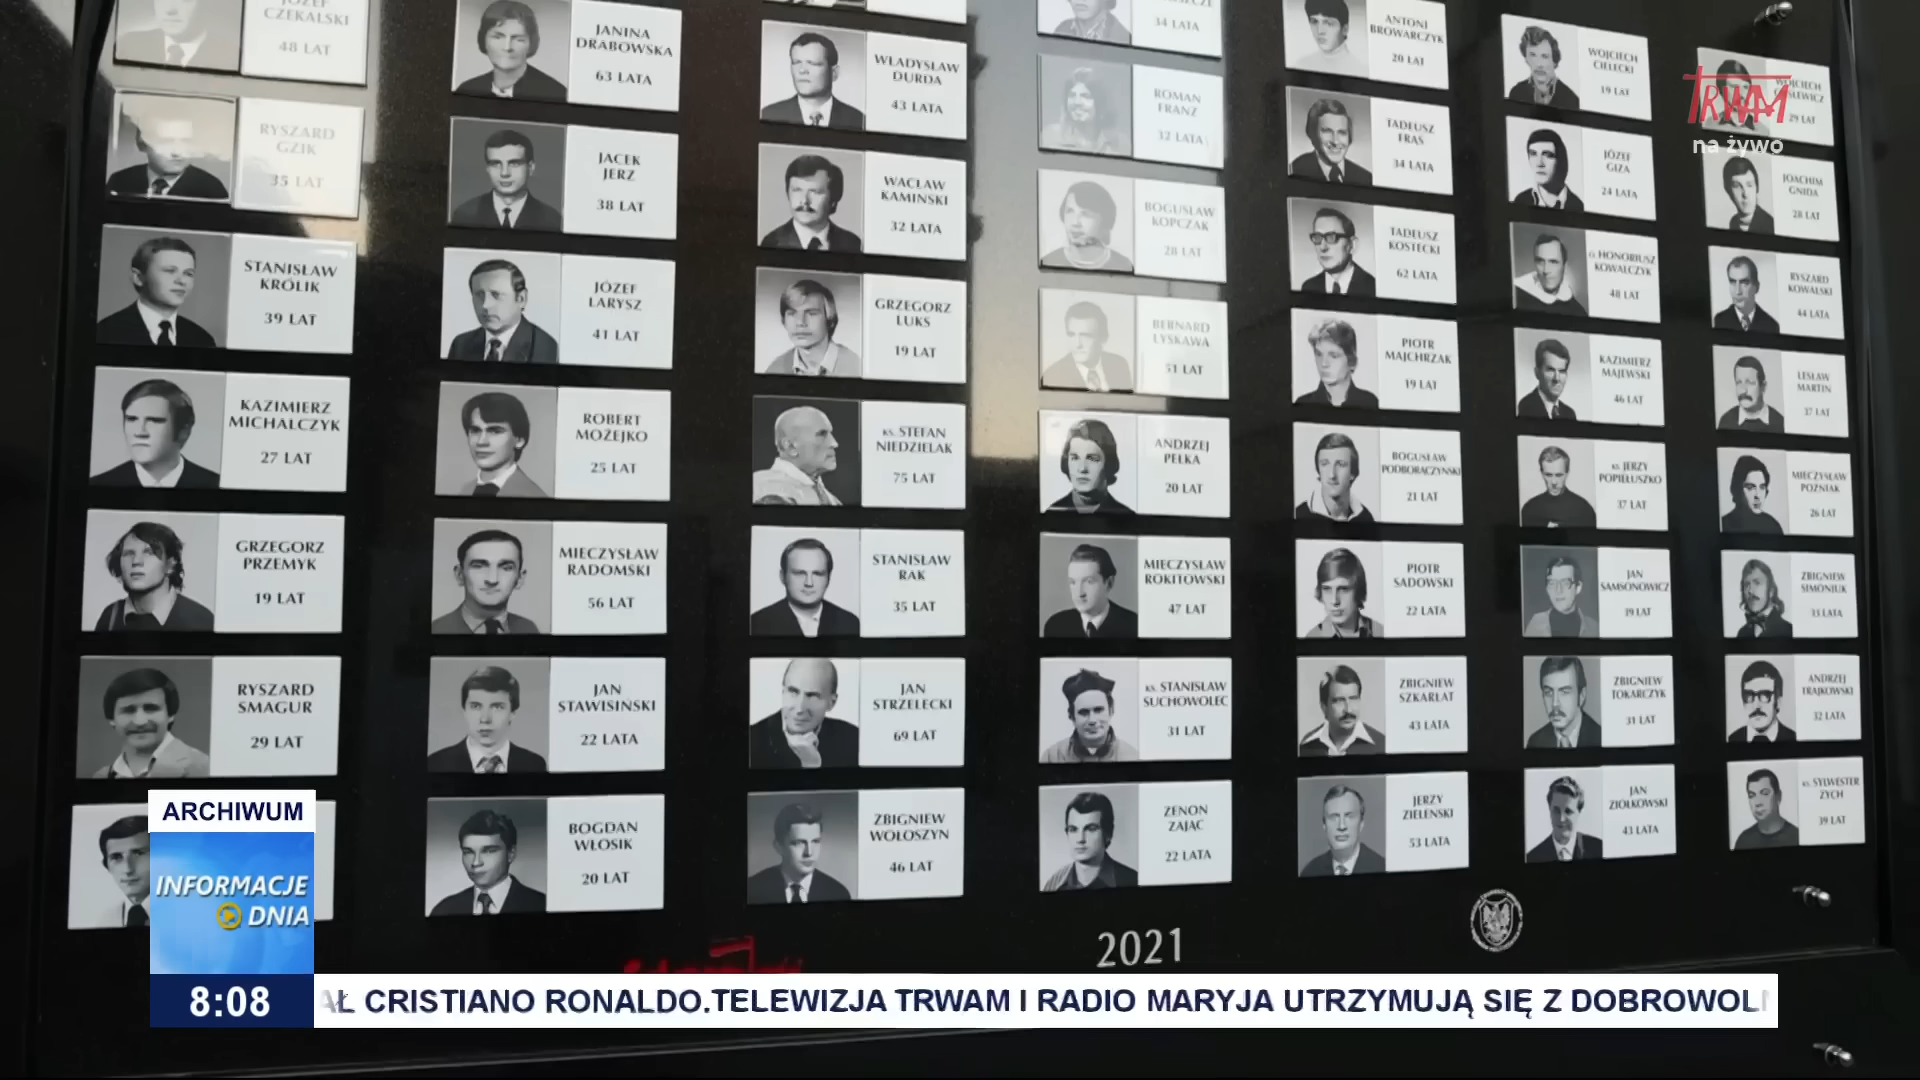 JÓZEF
CZEKALSKI
48 LAT
RYSZARD
GZIK
35 LAT
STANISŁAW
KRÓLIK
39 LAT
KAZIMIERZ
MICHALCZYK
27 LAT
GRZEGORZ
PRZEMYK
19 LAT
RYSZARD
SMAGUR
29 LAT
JANINA
DRABOWSKA
63 LATA
JACEK
JERZ
38 LAT
JÓZEF
LARYSZ
41 LAT
ROBERT
MOŻEJKO
25 LAT
MIECZYSŁAW
RADOMSKI
56 LAT
JAN
STAWISIŃSKI
22 LATA
BOGDAN
WŁOSIK
20 LAT
WŁADYSŁAW
DURDA
43 LATA
WACŁAW
KAMIŃSKI
32 LATA
GRZEGORZ
LUKS
19 LAT
KS. STEFAN
NIEDZIELAK
75 LAT
STANISŁAW
RAK
35 LAT
JAN
STRZELECKI
69 LAT
ZBIGNIEW
WOŁOSZYN
46 LAT
34 LATA
ROMAN
FRANZ
32 LATA
BOGUSŁAW
KOPCZAK
28 LAT
BERNARD
ŁYSKAWA
51 LAT
ANDRZEJ
PEŁKA
20 LAT
MIECZYSŁAW
ROKITOWSKI
47 LAT
KS. STANISŁAW
SUCHOWOLEC
31 LAT
ZENON
ZAJĄC
22 LATA
ANTONI
BROWARCZYK
20 LAT
TADEUSZ
FRĄS
34 LATA
TADEUSZ
KOSTECKI
62 LATA
PIOTR
MAJCHRZAK
19 LAT
BOGUSŁAW
PODBORACZYŃSKI
21 LAT
PIOTR
SADOWSKI
22 LATA
ZBIGNIEW
SZKARŁAT
43 LATA
JERZY
ZIELEŃSKI
53 LATA
WOJCIECH
CIELECKI
19 LAT
JÓZEF
GIZA
24 LATA
O. HONORIUSZ
KOWALCZYK
48 LAT
KAZIMIERZ
MAJEWSKI
46 LAT
KS. JERZY
POPIEŁUSZKO
37 LAT
JAN
SAMSONOWICZ
39 LAT
ZBIGNIEW
TOKARCZYK
31 LAT
JAN
ZIÓŁKOWSKI
43 LATA
WOJCIECH
29 LAT
JOACHIM
GNIDA
28 LAT
RYSZARD
KOWALSKI
44 LATA
LESŁAW
MARTIN
37 LAT
MIECZYSŁAW
POŹNIAK
26 LAT
ZBIGNIEW
SIMONIUK
33 LATA
ANDRZEJ
TRAJKOWSKI
32 LATA
KS. SYLWESTER
ZYCH
39 LAT
2021
TRWAM
na żywo
ARCHIWUM
INFORMACJE
DNIA
8:08
AŁ CRISTIANO RONALDO.TELEWIZJA TRWAM I RADIO MARYJA UTRZYMUJĄ SIĘ Z DOBROWOL